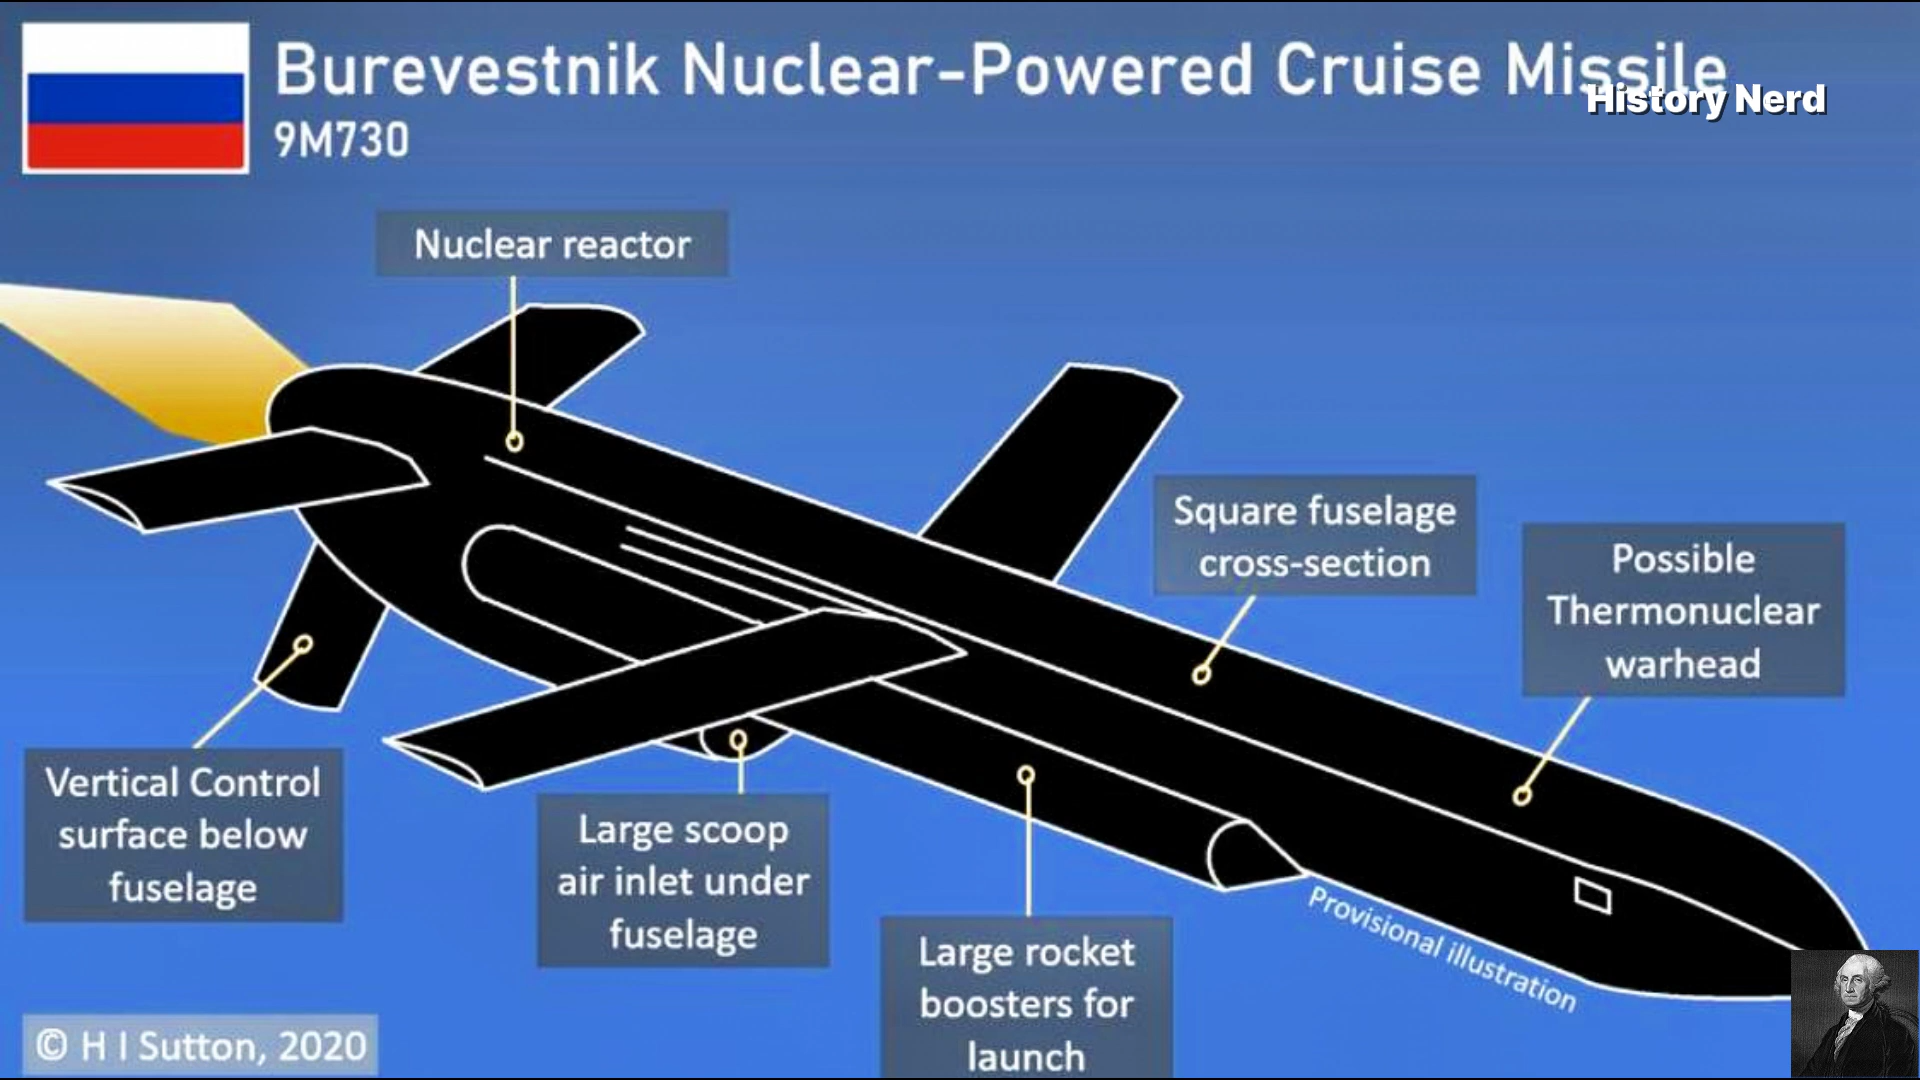 Burevestnik Nuclear-Powered Cruise Missile
History Nerd
9M730
Nuclear reactor
Square fuselage
cross-section
Possible
Thermonuclear
warhead
Vertical Control
surface below
fuselage
Large scoop
air inlet under
fuselage
Large rocket
boosters for
launch
Provisional illustration
© H I Sutton, 2020